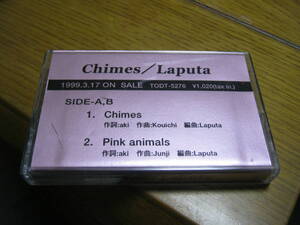 Chimes/Laputa
1999.3.17 ON SALE TODT-5276 ¥1,020(tax in.)
SIDE-A,B
1. Chimes
作詞:aki 作曲:Kouichi 編曲:Laputa
2. Pink animals
作詞:aki 作曲:Junji 編曲:Laputa